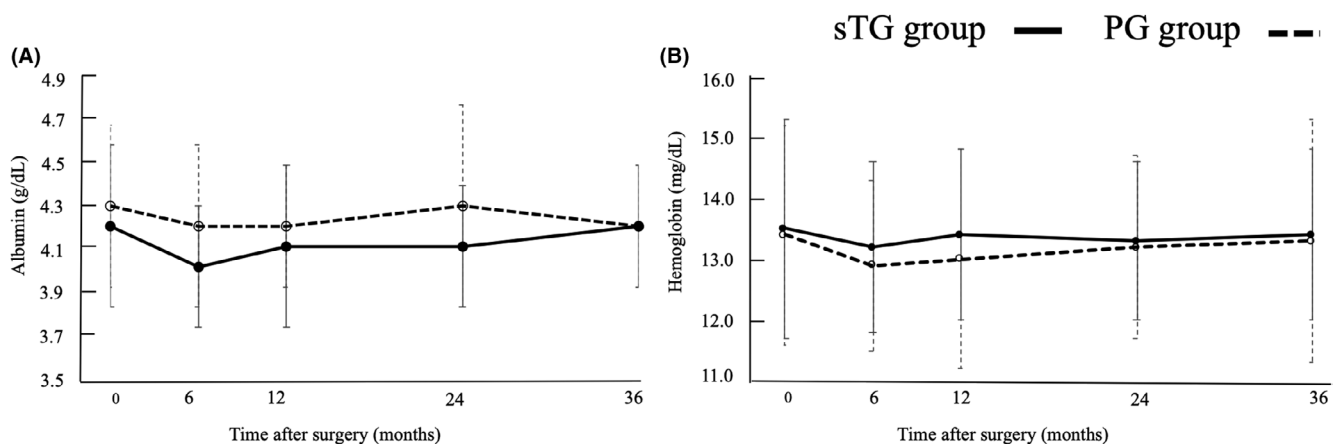 sTG group PG group
(A)
Albumin (g/dL)
4.9
4.7
4.5
4.3
4.1
3.9
3.7
3.5
0 6 12 24 36
Time after surgery (months)
(B)
Hemoglobin (mg/dL)
16.0
15.0
14.0
13.0
12.0
11.0
0 6 12 24 36
Time after surgery (months)